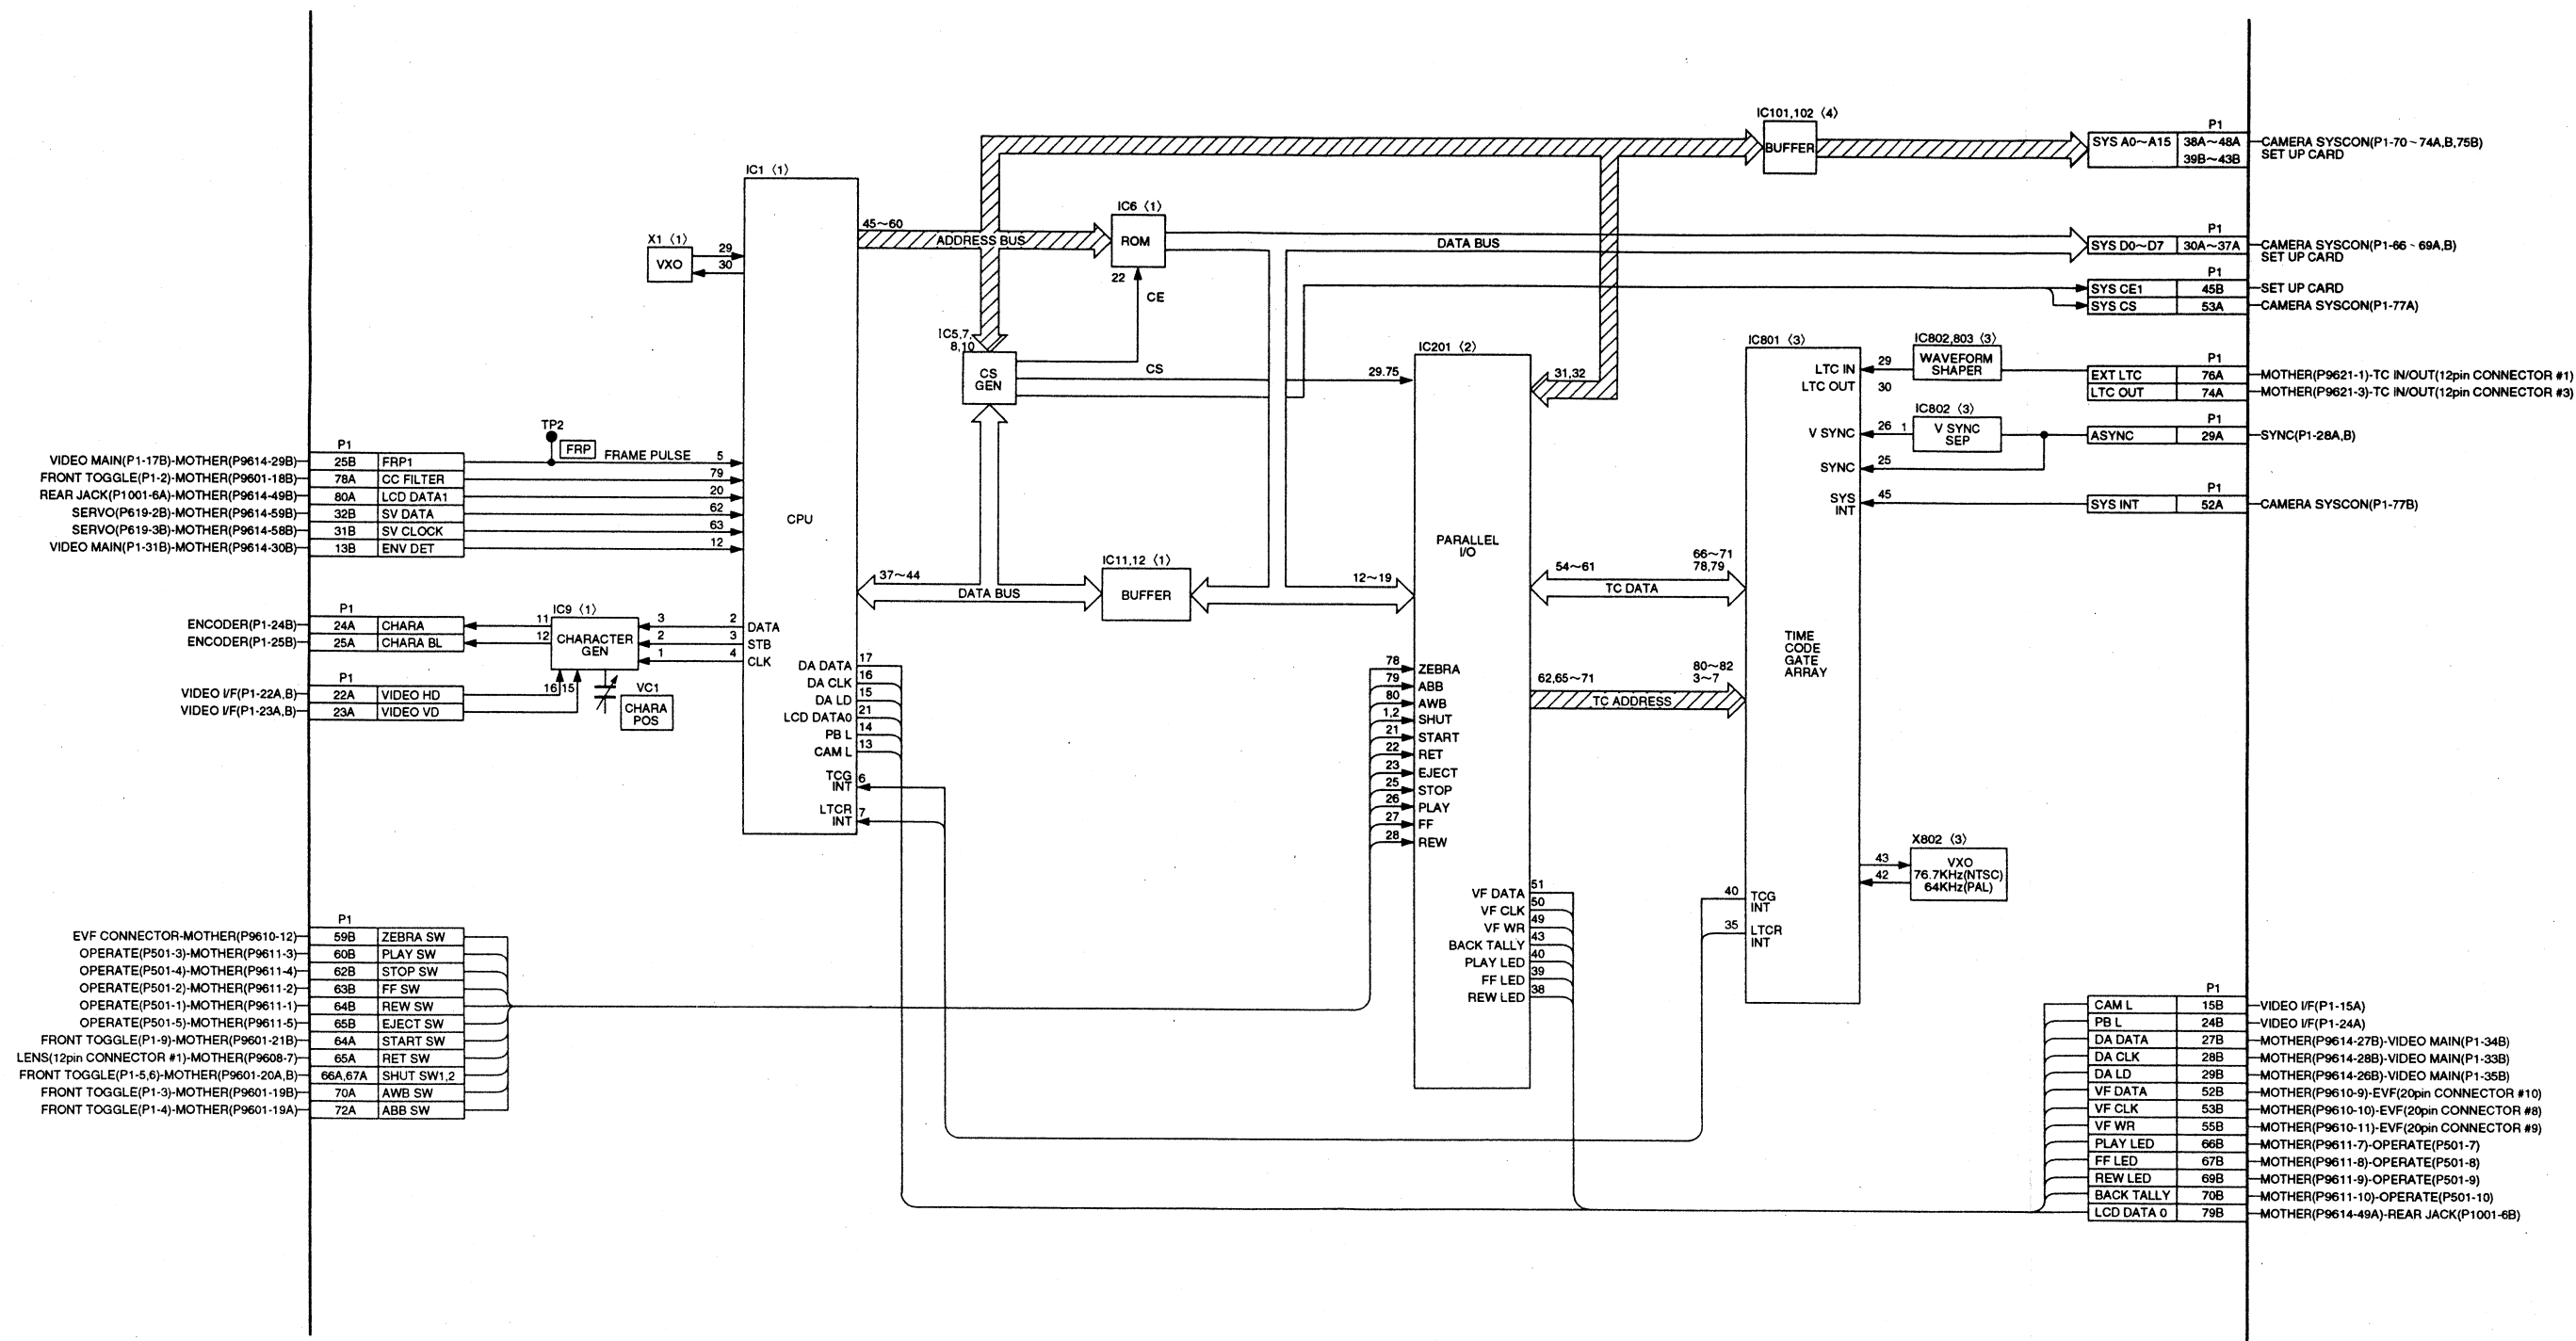 IC101,102 (4)
BUFFER
P1
SYS A0~A15 38A~48A
39B~43B
CAMERA SYSCON(P1-70~74A,B,75B)
SET UP CARD
IC1 (1)
CPU
45~60
ADDRESS BUS
IC6 (1)
ROM
22
CE
DATA BUS
P1
SYS D0~D7 30A~37A
CAMERA SYSCON(P1-66~69A,B)
SET UP CARD
X1 (1)
VXO
29
30
P1
SYS CE1 45B SET UP CARD
SYS CS 53A CAMERA SYSCON(P1-77A)
IC5,7,
8,10
CS
GEN
CS
29.75
IC201 (2)
PARALLEL
I/O
31,32
IC801 (3)
TIME
CODE
GATE
ARRAY
LTC IN 29
LTC OUT 30
IC802,803 (3)
WAVEFORM
SHAPER
P1
EXT LTC 76A MOTHER(P9621-1)-TC IN/OUT(12pin CONNECTOR #1)
LTC OUT 74A MOTHER(P9621-3)-TC IN/OUT(12pin CONNECTOR #3)
V SYNC 26 1
IC802 (3)
V SYNC
SEP
P1
ASYNC 29A SYNC(P1-28A,B)
SYNC 25
SYS
INT
45
P1
SYS INT 52A CAMERA SYSCON(P1-77B)
TP2
FRP
FRAME PULSE
P1
VIDEO MAIN(P1-17B)-MOTHER(P9614-29B) 25B FRP1 5
FRONT TOGGLE(P1-2)-MOTHER(P9601-18B) 78A CC FILTER 79
REAR JACK(P1001-6A)-MOTHER(P9614-49B) 80A LCD DATA1 20
SERVO(P619-2B)-MOTHER(P9614-59B) 32B SV DATA 62
SERVO(P619-3B)-MOTHER(P9614-58B) 31B SV CLOCK 63
VIDEO MAIN(P1-31B)-MOTHER(P9614-30B) 13B ENV DET 12
37~44
DATA BUS
IC11,12 (1)
BUFFER
12~19
54~61
TC DATA
66~71
78,79
62,65~71
TC ADDRESS
80~82
3~7
P1
ENCODER(P1-24B) 24A CHARA 11
ENCODER(P1-25B) 25A CHARA BL 12
IC9 (1)
CHARACTER
GEN
3 2 DATA
2 3 STB
1 4 CLK
P1
VIDEO I/F(P1-22A,B) 22A VIDEO HD 16
VIDEO I/F(P1-23A,B) 23A VIDEO VD 15
VC1
CHARA
POS
DA DATA 17
DA CLK 16
DA LD 15
LCD DATA0 21
PB L 14
CAM L 13
TCG
INT
6
LTCR
INT
7
78 ZEBRA
79 ABB
80 AWB
1,2 SHUT
21 START
22 RET
23 EJECT
25 STOP
26 PLAY
27 FF
28 REW
VF DATA 51
VF CLK 50
VF WR 49
BACK TALLY 43
PLAY LED 40
FF LED 39
REW LED 38
40 TCG
INT
35 LTCR
INT
43
42
X802 (3)
VXO
76.7KHz(NTSC)
64KHz(PAL)
P1
EVF CONNECTOR-MOTHER(P9610-12) 59B ZEBRA SW
OPERATE(P501-3)-MOTHER(P9611-3) 60B PLAY SW
OPERATE(P501-4)-MOTHER(P9611-4) 62B STOP SW
OPERATE(P501-2)-MOTHER(P9611-2) 63B FF SW
OPERATE(P501-1)-MOTHER(P9611-1) 64B REW SW
OPERATE(P501-5)-MOTHER(P9611-5) 65B EJECT SW
FRONT TOGGLE(P1-9)-MOTHER(P9601-21B) 64A START SW
LENS(12pin CONNECTOR #1)-MOTHER(P9608-7) 65A RET SW
FRONT TOGGLE(P1-5,6)-MOTHER(P9601-20A,B) 66A,67A SHUT SW1,2
FRONT TOGGLE(P1-3)-MOTHER(P9601-19B) 70A AWB SW
FRONT TOGGLE(P1-4)-MOTHER(P9601-19A) 72A ABB SW
P1
CAM L 15B VIDEO I/F(P1-15A)
PB L 24B VIDEO I/F(P1-24A)
DA DATA 27B MOTHER(P9614-27B)-VIDEO MAIN(P1-34B)
DA CLK 28B MOTHER(P9614-28B)-VIDEO MAIN(P1-33B)
DA LD 29B MOTHER(P9614-26B)-VIDEO MAIN(P1-35B)
VF DATA 52B MOTHER(P9610-9)-EVF(20pin CONNECTOR #10)
VF CLK 53B MOTHER(P9610-10)-EVF(20pin CONNECTOR #8)
VF WR 55B MOTHER(P9610-11)-EVF(20pin CONNECTOR #9)
PLAY LED 66B MOTHER(P9611-7)-OPERATE(P501-7)
FF LED 67B MOTHER(P9611-8)-OPERATE(P501-8)
REW LED 69B MOTHER(P9611-9)-OPERATE(P501-9)
BACK TALLY 70B MOTHER(P9611-10)-OPERATE(P501-10)
LCD DATA 0 79B MOTHER(P9614-49A)-REAR JACK(P1001-6B)